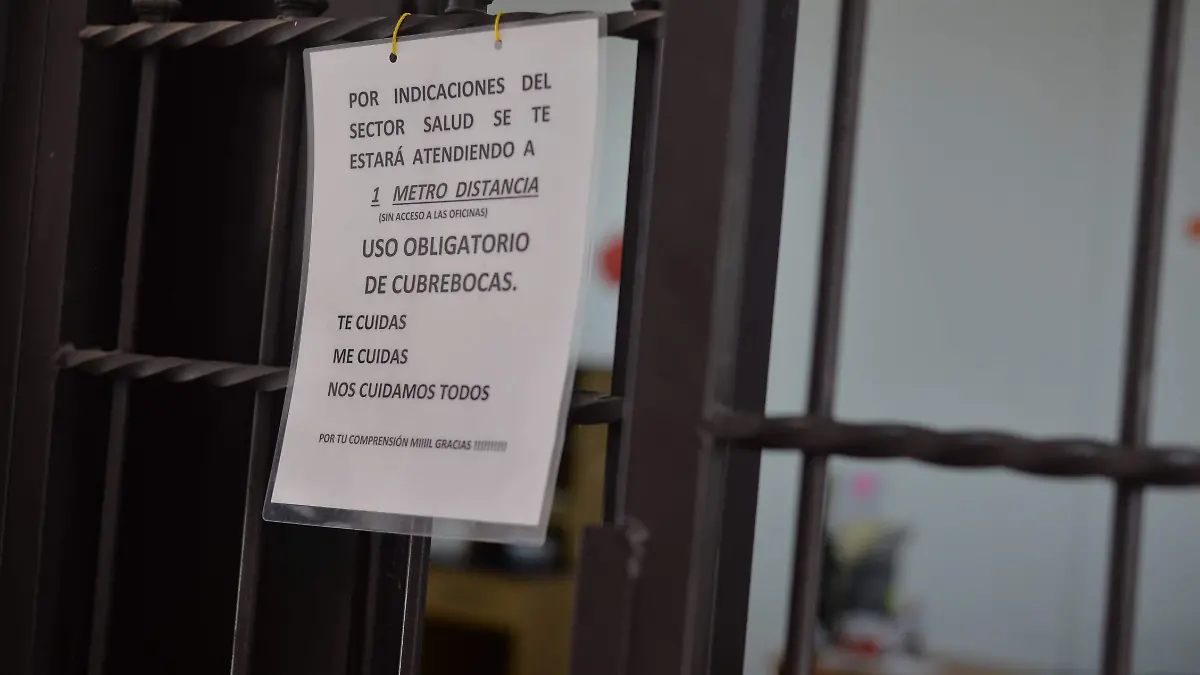 POR INDICACIONES DEL
SECTOR SALUD SE TE
ESTARÁ ATENDIENDO A
1 METRO DISTANCIA
(SIN ACCESO A LAS OFICINAS)
USO OBLIGATORIO
DE CUBREBOCAS.
TE CUIDAS
ME CUIDAS
NOS CUIDAMOS TODOS
POR TU COMPRENSIÓN MIIIIL GRACIAS !!!!!!!!!!